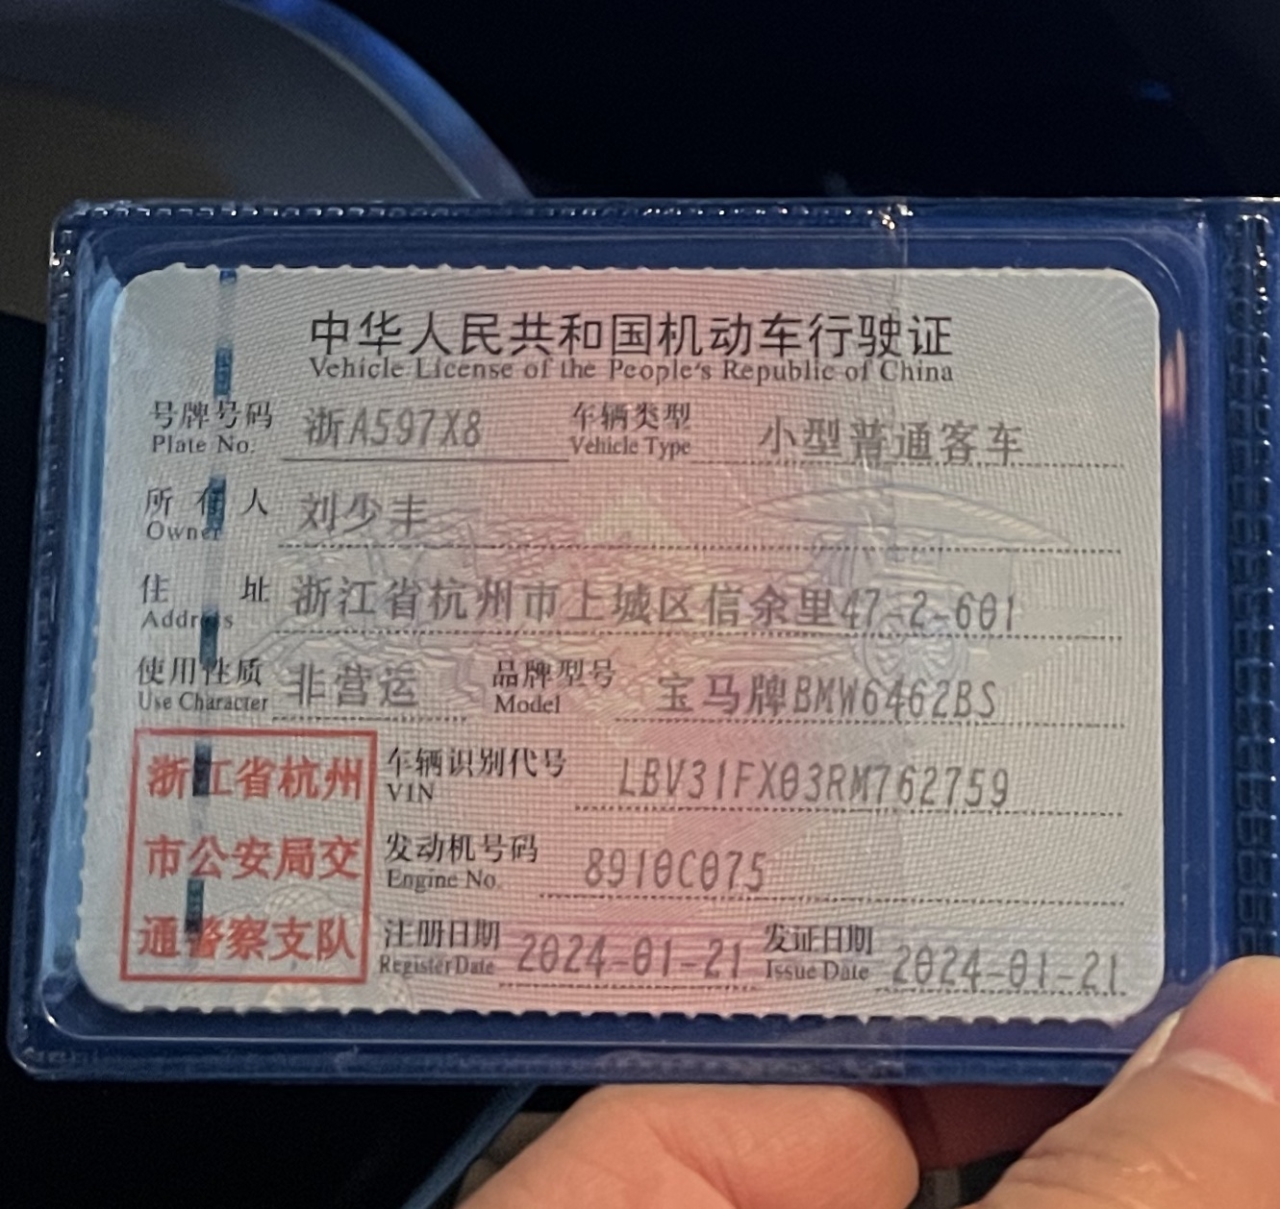 中华人民共和国机动车行驶证
Vehicle License of the People's Republic of China
号牌号码 浙A597X8 车辆类型 小型普通客车
Plate No. Vehicle Type
所有人 刘少丰
Owner
住址 浙江省杭州市上城区信余里47-2-601
Address
使用性质 非营运 品牌型号 宝马牌BMW6462BS
Use Character Model
浙江省杭州
市公安局交
通警察支队
车辆识别代号 LBV31FX03RM762759
VIN
发动机号码 8910C075
Engine No.
注册日期 2024-01-21 发证日期 2024-01-21
Register Date Issue Date